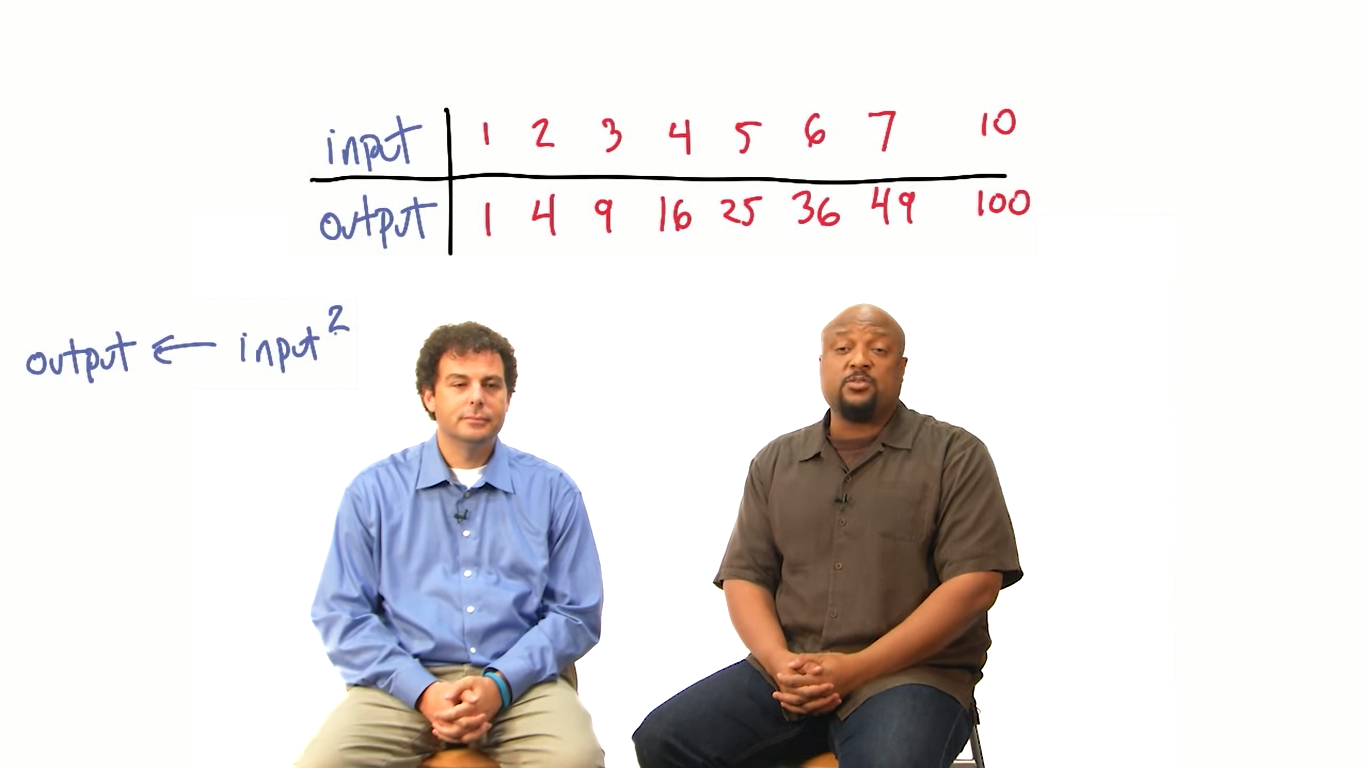 input 1 2 3 4 5 6 7 10
output 1 4 9 16 25 36 49 100
output ← input²